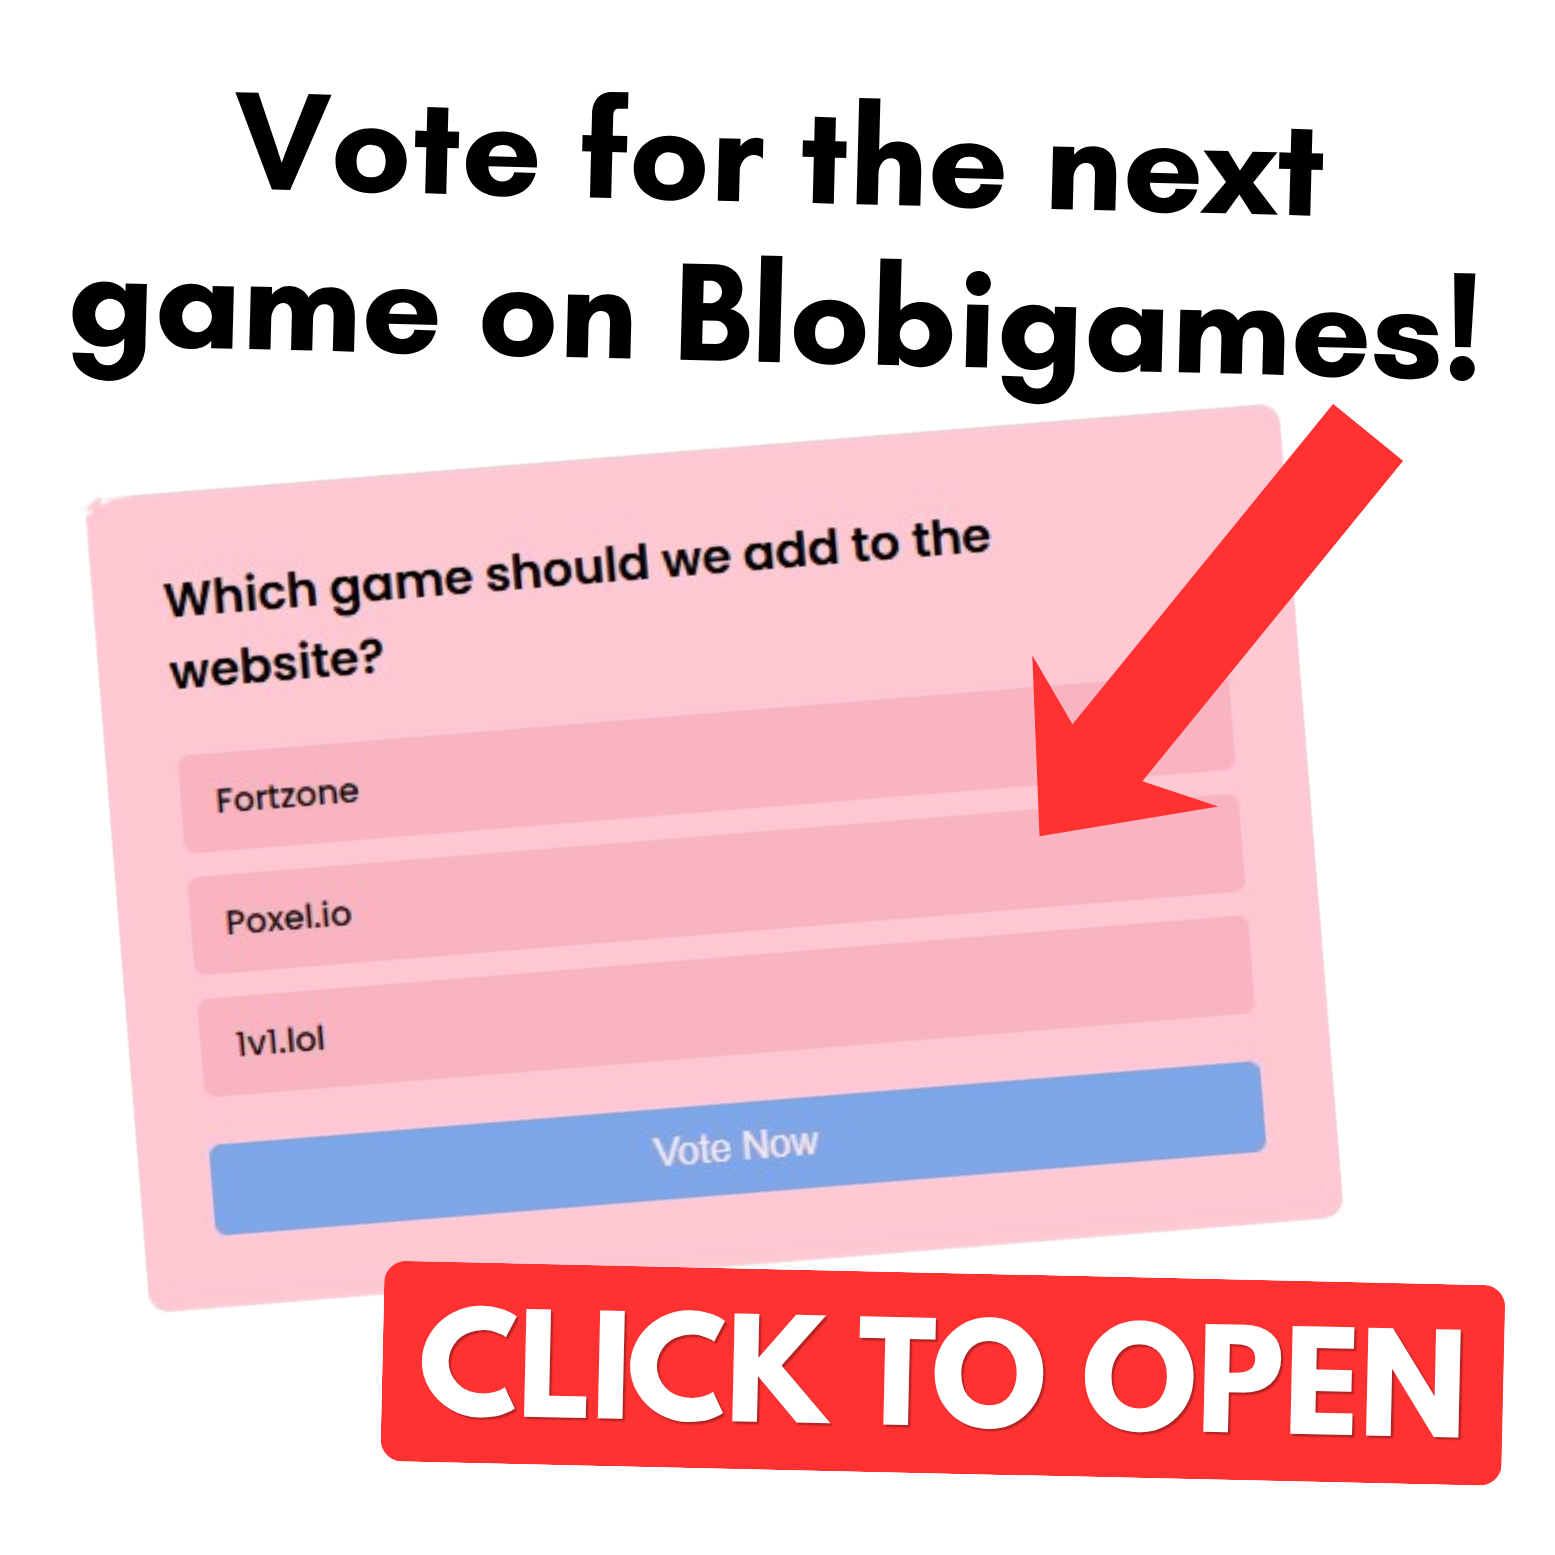 Vote for the next
game on Blobigames!
Which game should we add to the
website?
Fortzone
Poxel.io
1v1.lol
Vote Now
CLICK TO OPEN